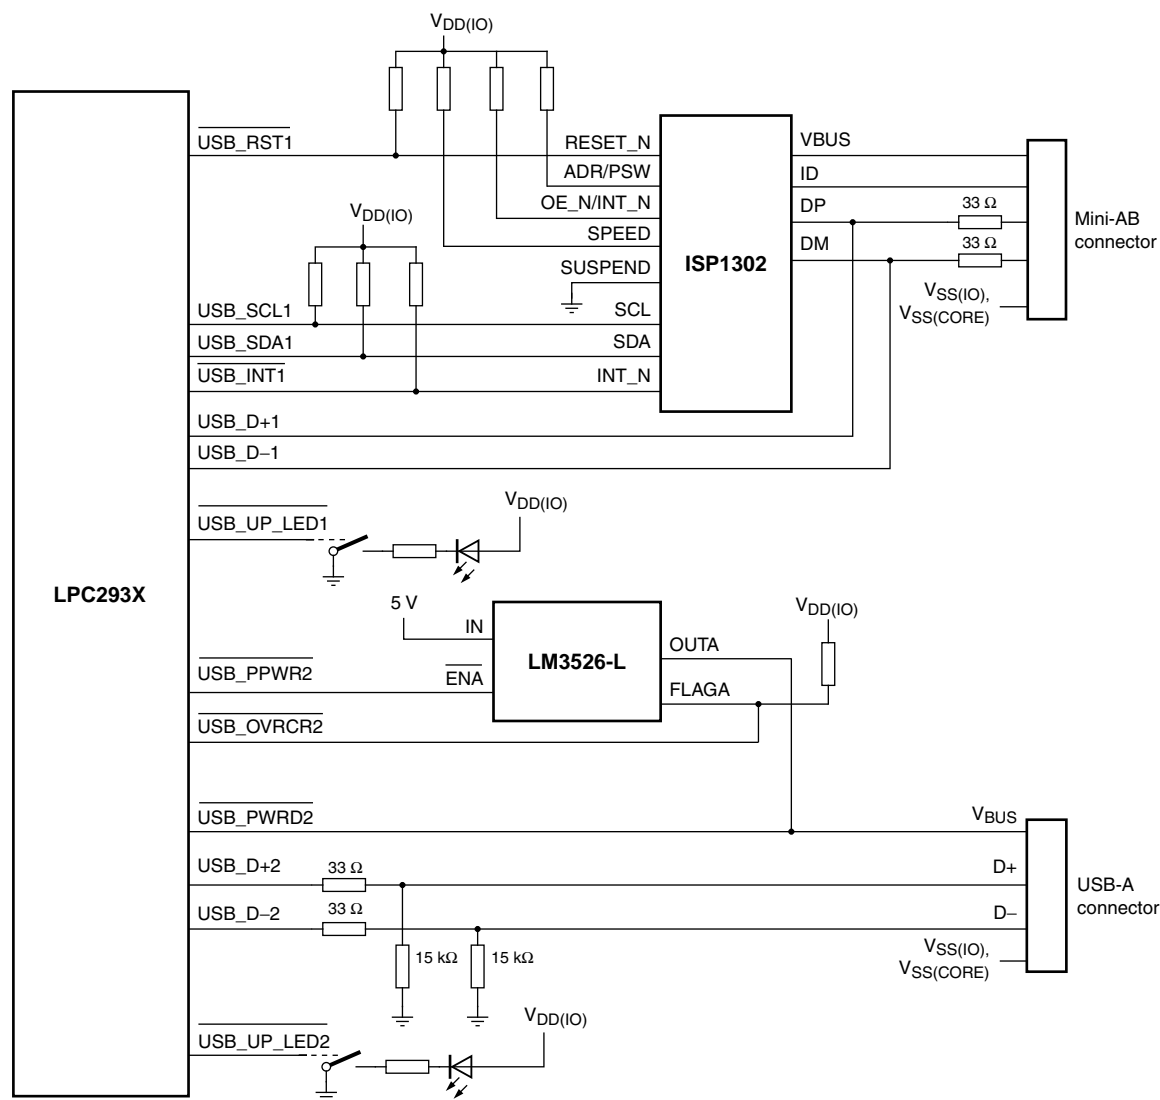 VDD(IO)
USB_RST1
RESET_N
VBUS
ADR/PSW
ID
OE_N/INT_N
DP
33 Ω
VDD(IO)
SPEED
DM
33 Ω
Mini-AB
connector
SUSPEND
ISP1302
VSS(IO),
VSS(CORE)
USB_SCL1
SCL
USB_SDA1
SDA
USB_INT1
INT_N
USB_D+1
USB_D−1
VDD(IO)
USB_UP_LED1
LPC293X
5 V
IN
VDD(IO)
OUTA
LM3526-L
USB_PPWR2
ENA
FLAGA
USB_OVRCR2
USB_PWRD2
VBUS
USB_D+2
33 Ω
D+
USB-A
connector
USB_D−2
33 Ω
D−
15 kΩ
15 kΩ
VSS(IO),
VSS(CORE)
VDD(IO)
USB_UP_LED2